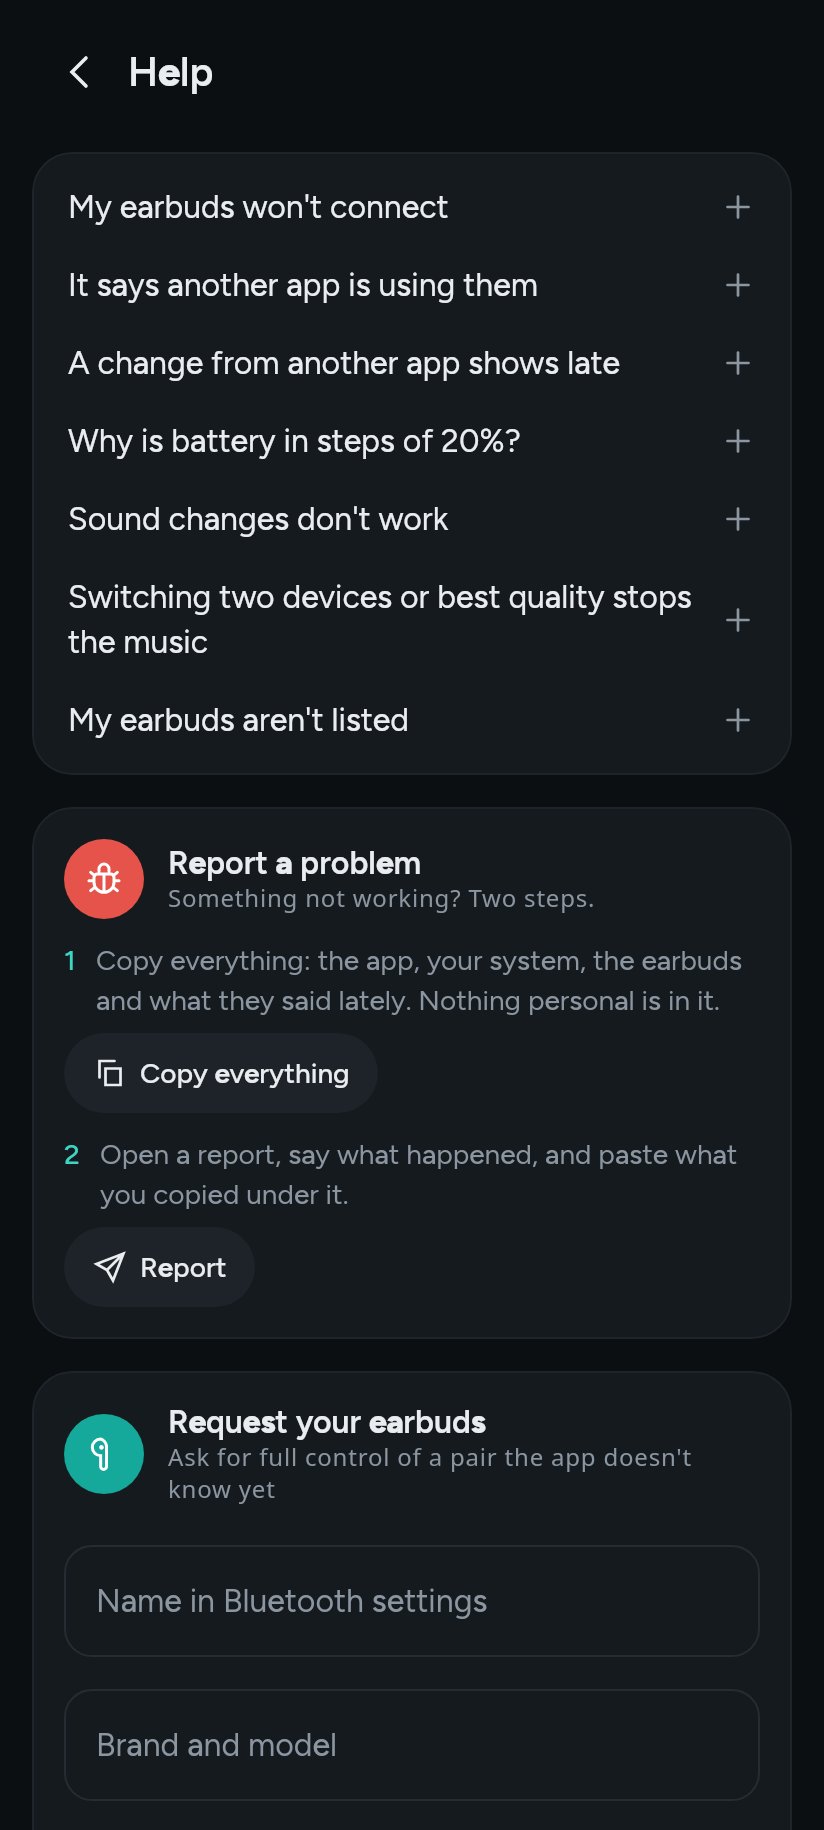 Help
My earbuds won't connect
It says another app is using them
A change from another app shows late
Why is battery in steps of 20%?
Sound changes don't work
Switching two devices or best quality stops
the music
My earbuds aren't listed
Report a problem
Something not working? Two steps.
1 Copy everything: the app, your system, the earbuds
and what they said lately. Nothing personal is in it.
Copy everything
2 Open a report, say what happened, and paste what
you copied under it.
Report
Request your earbuds
Ask for full control of a pair the app doesn't
know yet
Name in Bluetooth settings
Brand and model